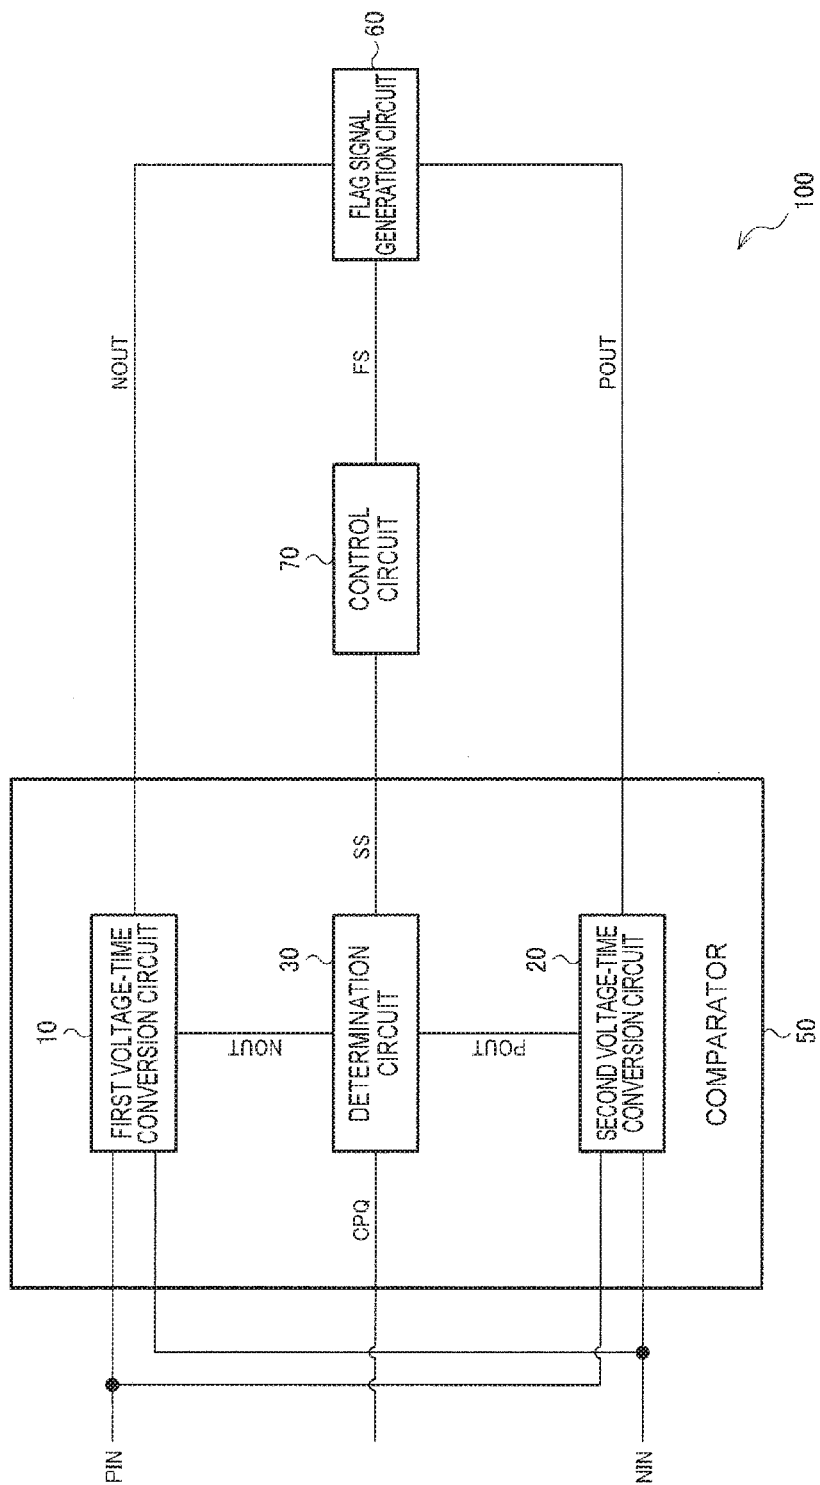 60
FLAG SIGNAL
GENERATION CIRCUIT
100
NOUT
FS
POUT
70
CONTROL
CIRCUIT
SS
10
FIRST VOLTAGE-TIME
CONVERSION CIRCUIT
NOUT
30
DETERMINATION
CIRCUIT
POUT
20
SECOND VOLTAGE-TIME
CONVERSION CIRCUIT
COMPARATOR
50
CPQ
PIN
NIN